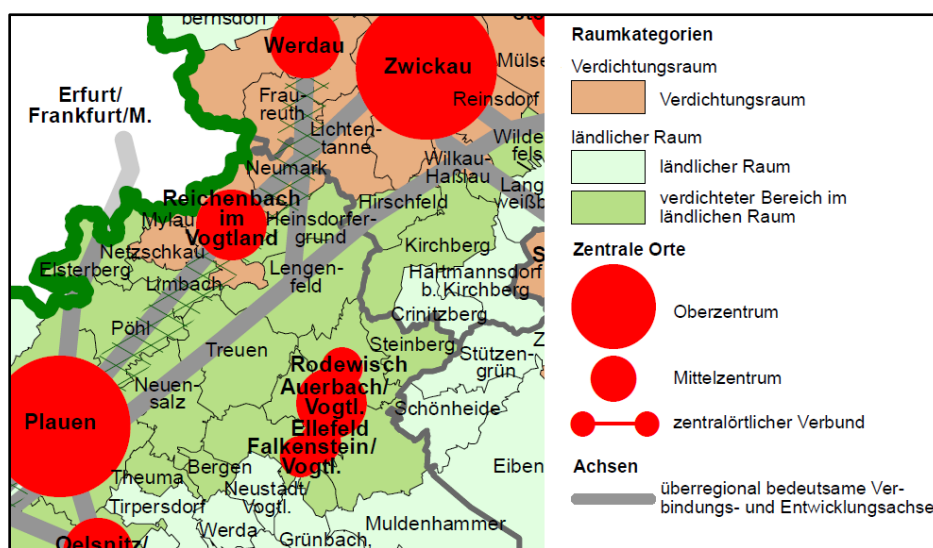 bernsdorf
Werdau
Zwickau
Mülse
Erfurt/
Frankfurt/M.
Frau-
reuth
Reinsdorf
Lichten-
tanne
Wilde
fels
Neumark
Wilkau-
Haßlau
Lang
weißb
Reichenbach
im
Vogtland
Hirschfeld
Mylau
Heinsdorfer-
grund
Kirchberg
Netzschkau
Elsterberg
Limbach
Lengen-
feld
Hartmannsdorf
b. Kirchberg
S
Crinitzberg
Pöhl
Treuen
Steinberg
Z
Stützen-
grün
Rodewisch
Auerbach/
Vogtl.
Neuen-
salz
Schönheide
Plauen
Ellefeld
Falkenstein/
Vogtl.
Bergen
Eiben
Theuma
Neustadt
Vogtl.
Tirpersdorf
Werda
Muldenhammer
Grünbach,
Oelsnitz/
Raumkategorien
Verdichtungsraum
Verdichtungsraum
ländlicher Raum
ländlicher Raum
verdichteter Bereich im
ländlichen Raum
Zentrale Orte
Oberzentrum
Mittelzentrum
zentralörtlicher Verbund
Achsen
überregional bedeutsame Ver-
bindungs- und Entwicklungsachse